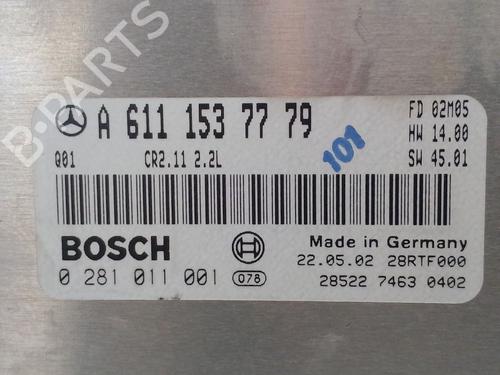 B-PARTS
A 611 153 77 79
FD 02M05
HW 14.00
SW 45.01
Q01 CR2.11 2.2L
101
BOSCH
Made in Germany
0 281 011 001 078
22.05.02 28RTF000
28522 7463 0402